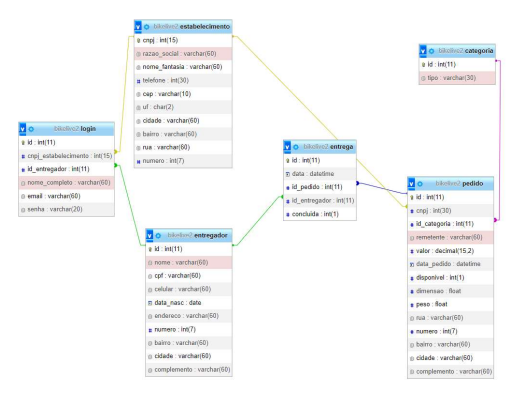 bikelivre2 estabelecimento
cnpj : int(15)
razao_social : varchar(60)
nome_fantasia : varchar(60)
telefone : int(30)
cep : varchar(10)
uf : char(2)
cidade : varchar(60)
bairro : varchar(60)
rua : varchar(60)
numero : int(7)
categoria
id : int(11)
tipo : varchar(30)
login
id : int(11)
cnpj_estabelecimento : int(15)
id_entregador : int(11)
nome_completo : varchar(60)
email : varchar(60)
senha : varchar(20)
entrega
id : int(11)
data : datetime
id_pedido : int(11)
id_entregador : int(11)
concluida : int(1)
pedido
id : int(11)
cnpj : int(30)
id_categoria : int(11)
remetente : varchar(60)
valor : decimal(15,2)
data_pedido : datetime
disponivel : int(1)
dimensao : float
peso : float
rua : varchar(60)
numero : int(7)
bairro : varchar(60)
cidade : varchar(60)
complemento : varchar(60)
entregador
id : int(11)
nome : varchar(60)
cpf : varchar(60)
celular : varchar(60)
data_nasc : date
endereco : varchar(60)
numero : int(7)
bairro : varchar(60)
cidade : varchar(60)
complemento : varchar(60)